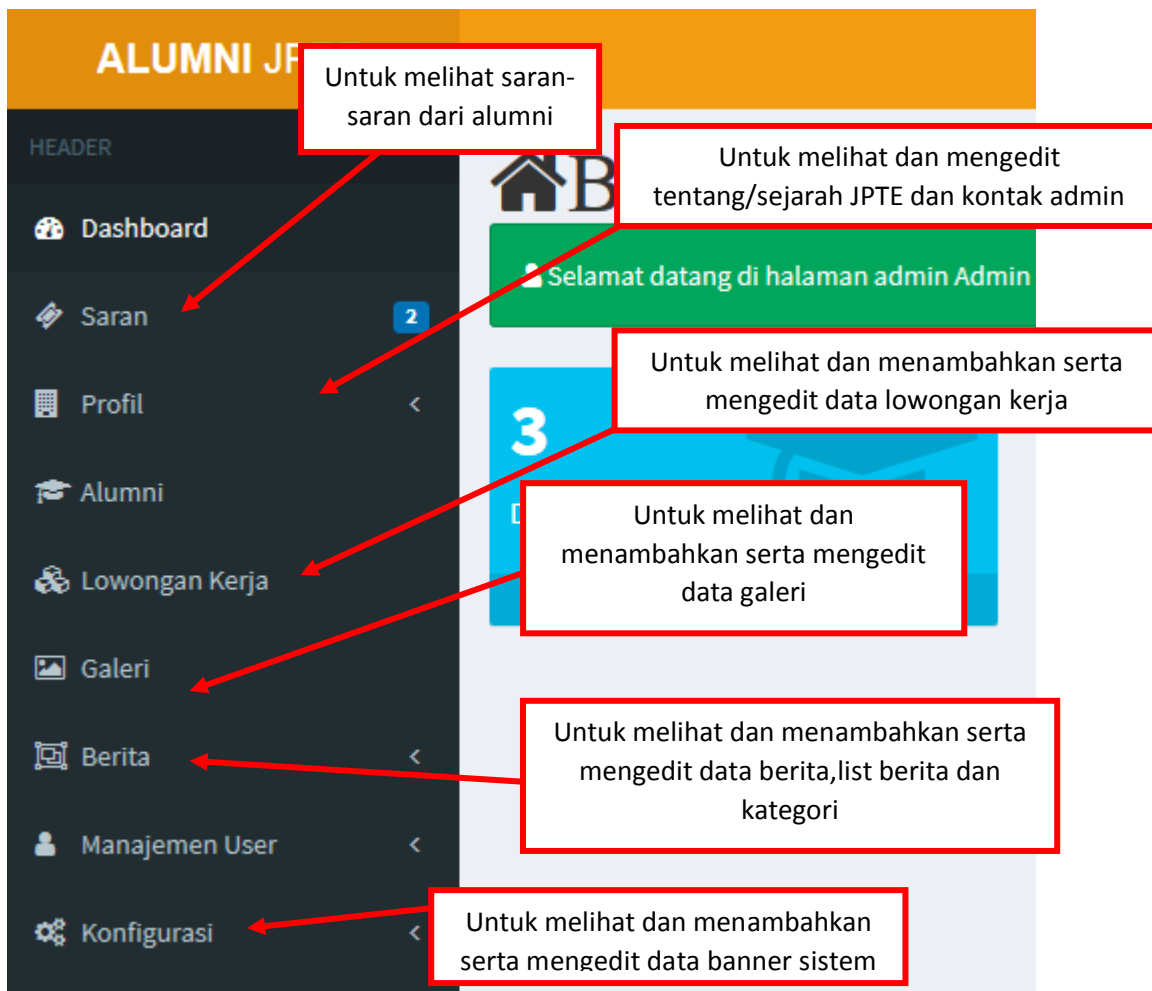 ALUMNI
Untuk melihat saran-
saran dari alumni
HEADER
Untuk melihat dan mengedit
tentang/sejarah JPTE dan kontak admin
Dashboard
Selamat datang di halaman admin Admin
Saran
2
Untuk melihat dan menambahkan serta
mengedit data lowongan kerja
Profil
3
Alumni
Untuk melihat dan
menambahkan serta mengedit
data galeri
Lowongan Kerja
Galeri
Untuk melihat dan menambahkan serta
mengedit data berita,list berita dan
kategori
Berita
Manajemen User
Untuk melihat dan menambahkan
serta mengedit data banner sistem
Konfigurasi